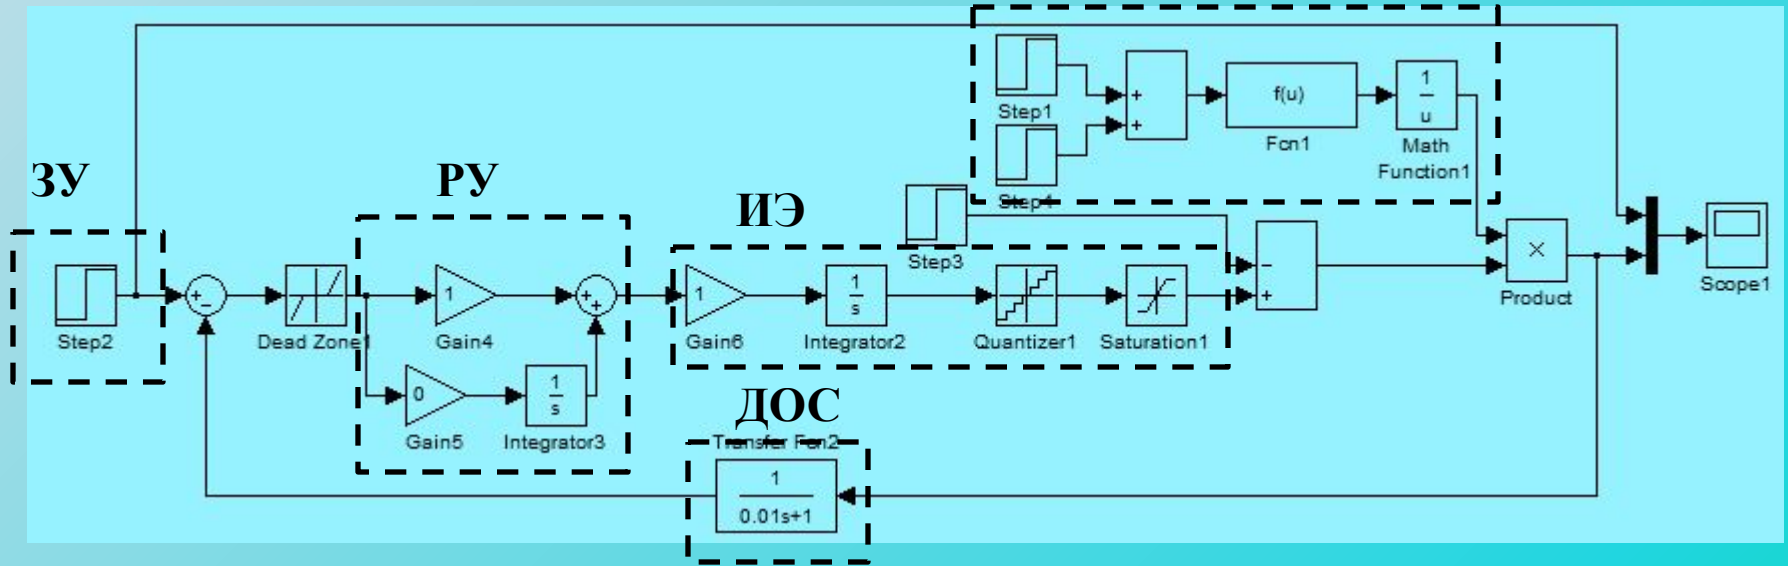 Step1
+
+
f(u)
Fcn1
1
u
Math
Function1
Step4
ЗУ
РУ
ИЭ
Step3
Step2
+
−
Dead Zone1
1
Gain4
+
+
1
Gain6
1
s
Integrator2
Quantizer1
Saturation1
−
+
×
Product
Scope1
0
Gain5
1
s
Integrator3
ДОС
Transfer Fcn2
1
0.01s+1